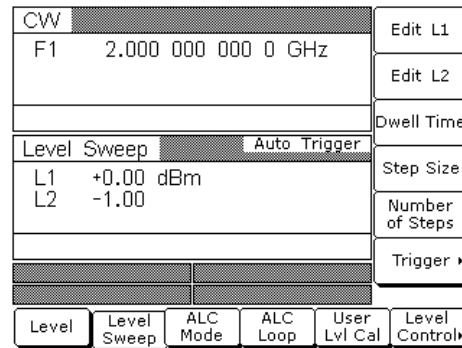 CW
F1 2.000 000 000 0 GHz
Level Sweep Auto Trigger
L1 +0.00 dBm
L2 -1.00
Edit L1
Edit L2
Dwell Time
Step Size
Number
of Steps
Trigger
Level
Level
Sweep
ALC
Mode
ALC
Loop
User
Lvl Cal
Level
Control